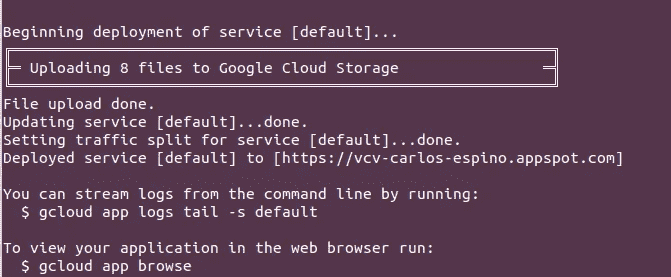 Beginning deployment of service [default]...
Uploading 8 files to Google Cloud Storage
File upload done.
Updating service [default]...done.
Setting traffic split for service [default]...done.
Deployed service [default] to [https://vcv-carlos-espino.appspot.com]
You can stream logs from the command line by running:
$ gcloud app logs tail -s default
To view your application in the web browser run:
$ gcloud app browse